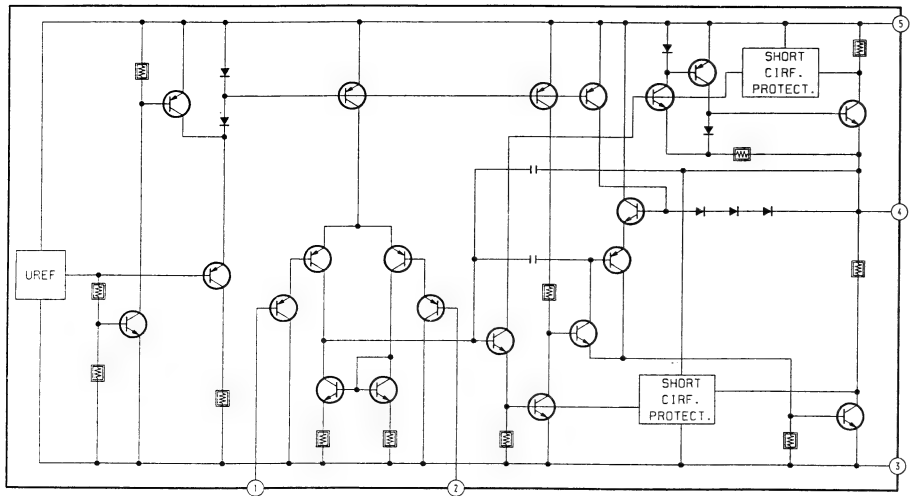 5
SHORT
CIRF.
PROTECT.
4
UREF
SHORT
CIRF.
PROTECT.
3
1
2